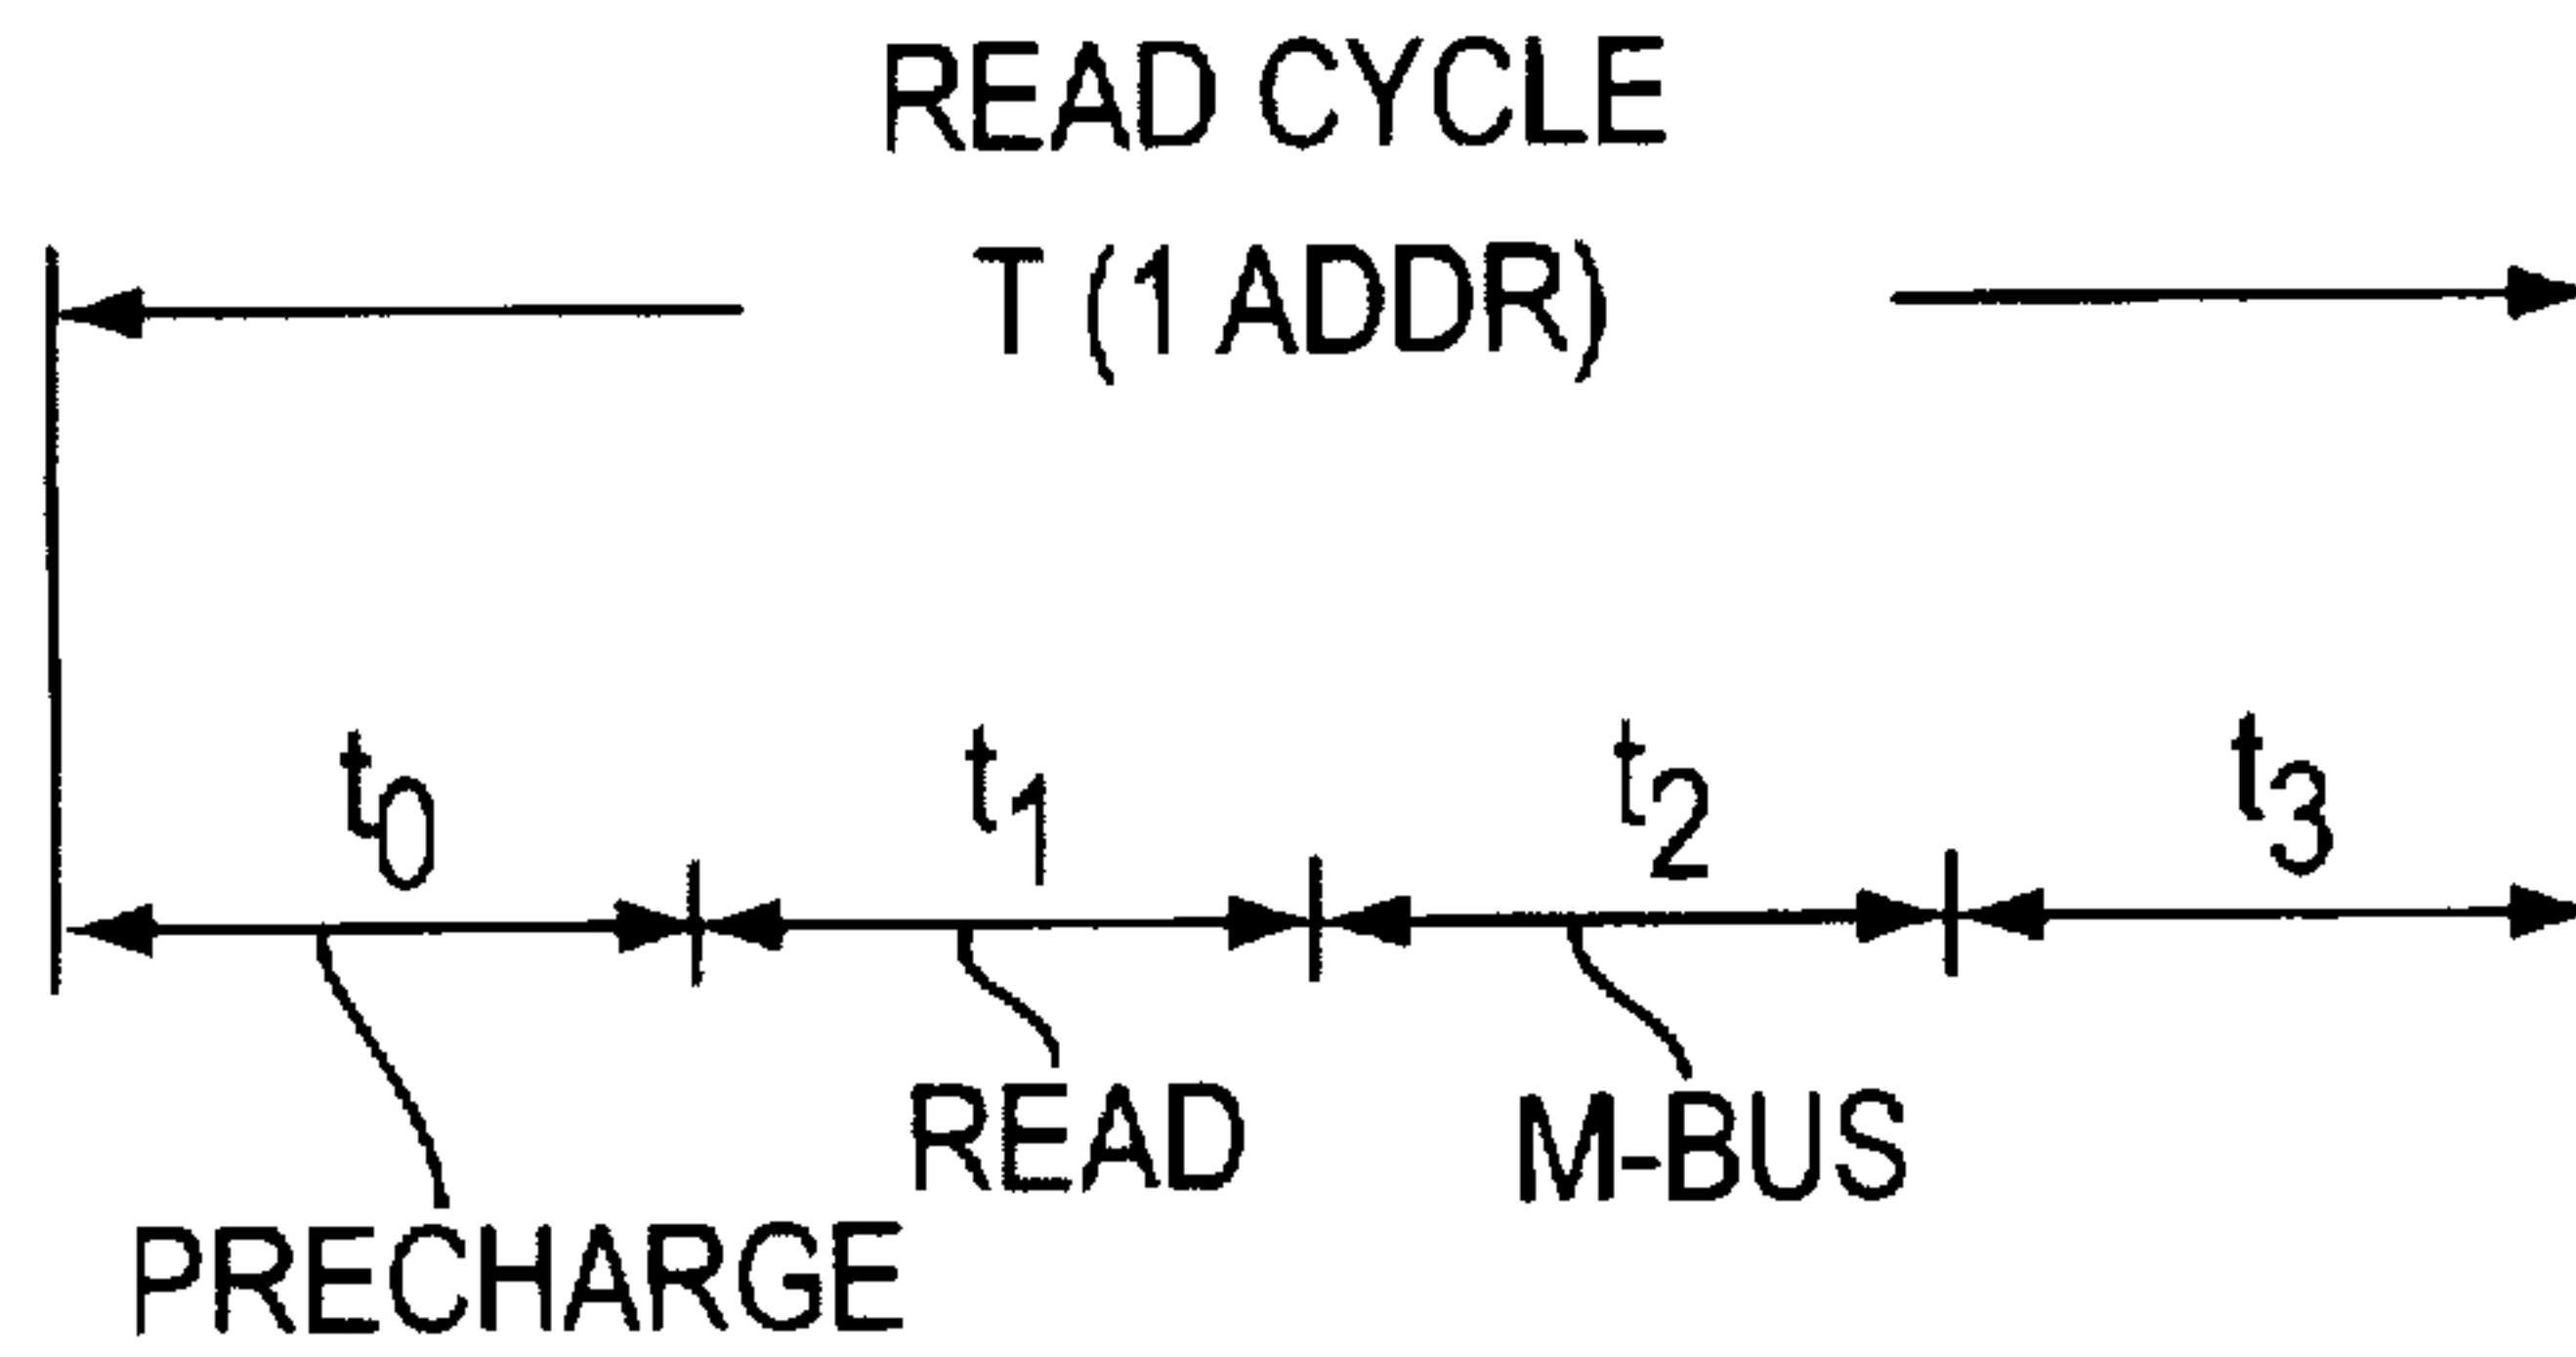 READ CYCLE
T (1 ADDR)
t0 t1 t2 t3
READ M-BUS
PRECHARGE